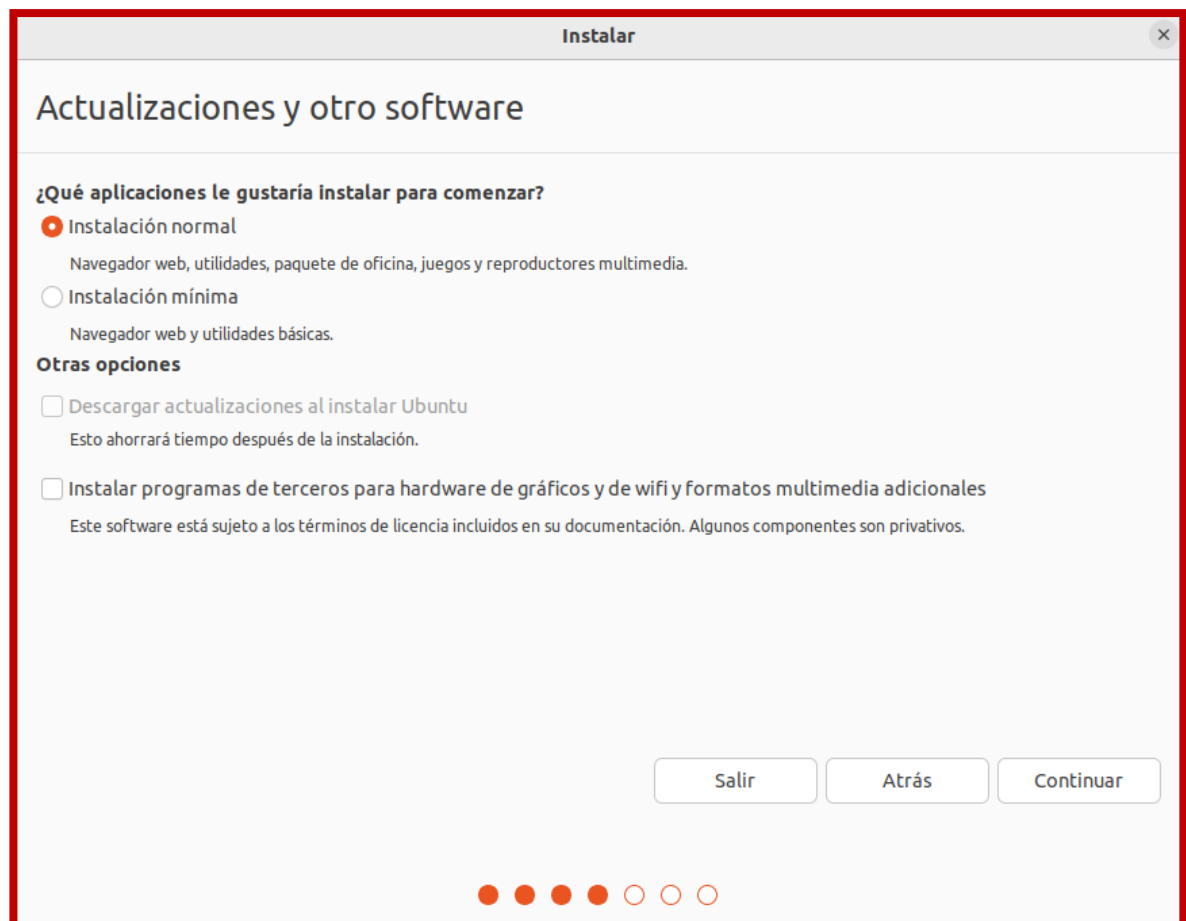 Instalar
Actualizaciones y otro software
¿Qué aplicaciones le gustaría instalar para comenzar?
Instalación normal
Navegador web, utilidades, paquete de oficina, juegos y reproductores multimedia.
Instalación mínima
Navegador web y utilidades básicas.
Otras opciones
Descargar actualizaciones al instalar Ubuntu
Esto ahorrará tiempo después de la instalación.
Instalar programas de terceros para hardware de gráficos y de wifi y formatos multimedia adicionales
Este software está sujeto a los términos de licencia incluidos en su documentación. Algunos componentes son privativos.
Salir Atrás Continuar